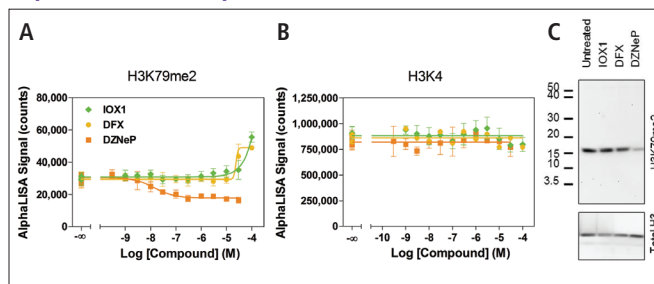 A
H3K79me2
AlphaLISA Signal (counts)
80,000
60,000
40,000
20,000
0
IOX1
DFX
DZNeP
-∞ -9 -8 -7 -6 -5 -4
Log [Compound] (M)
B
H3K4
AlphaLISA Signal (counts)
1,250,000
1,000,000
750,000
500,000
250,000
0
-∞ -10 -9 -8 -7 -6 -5 -4
Log [Compound] (M)
C
Untreated
IOX1
DFX
DZNeP
50
40
30
20
15
10
3.5
H3K79me2
Total H3